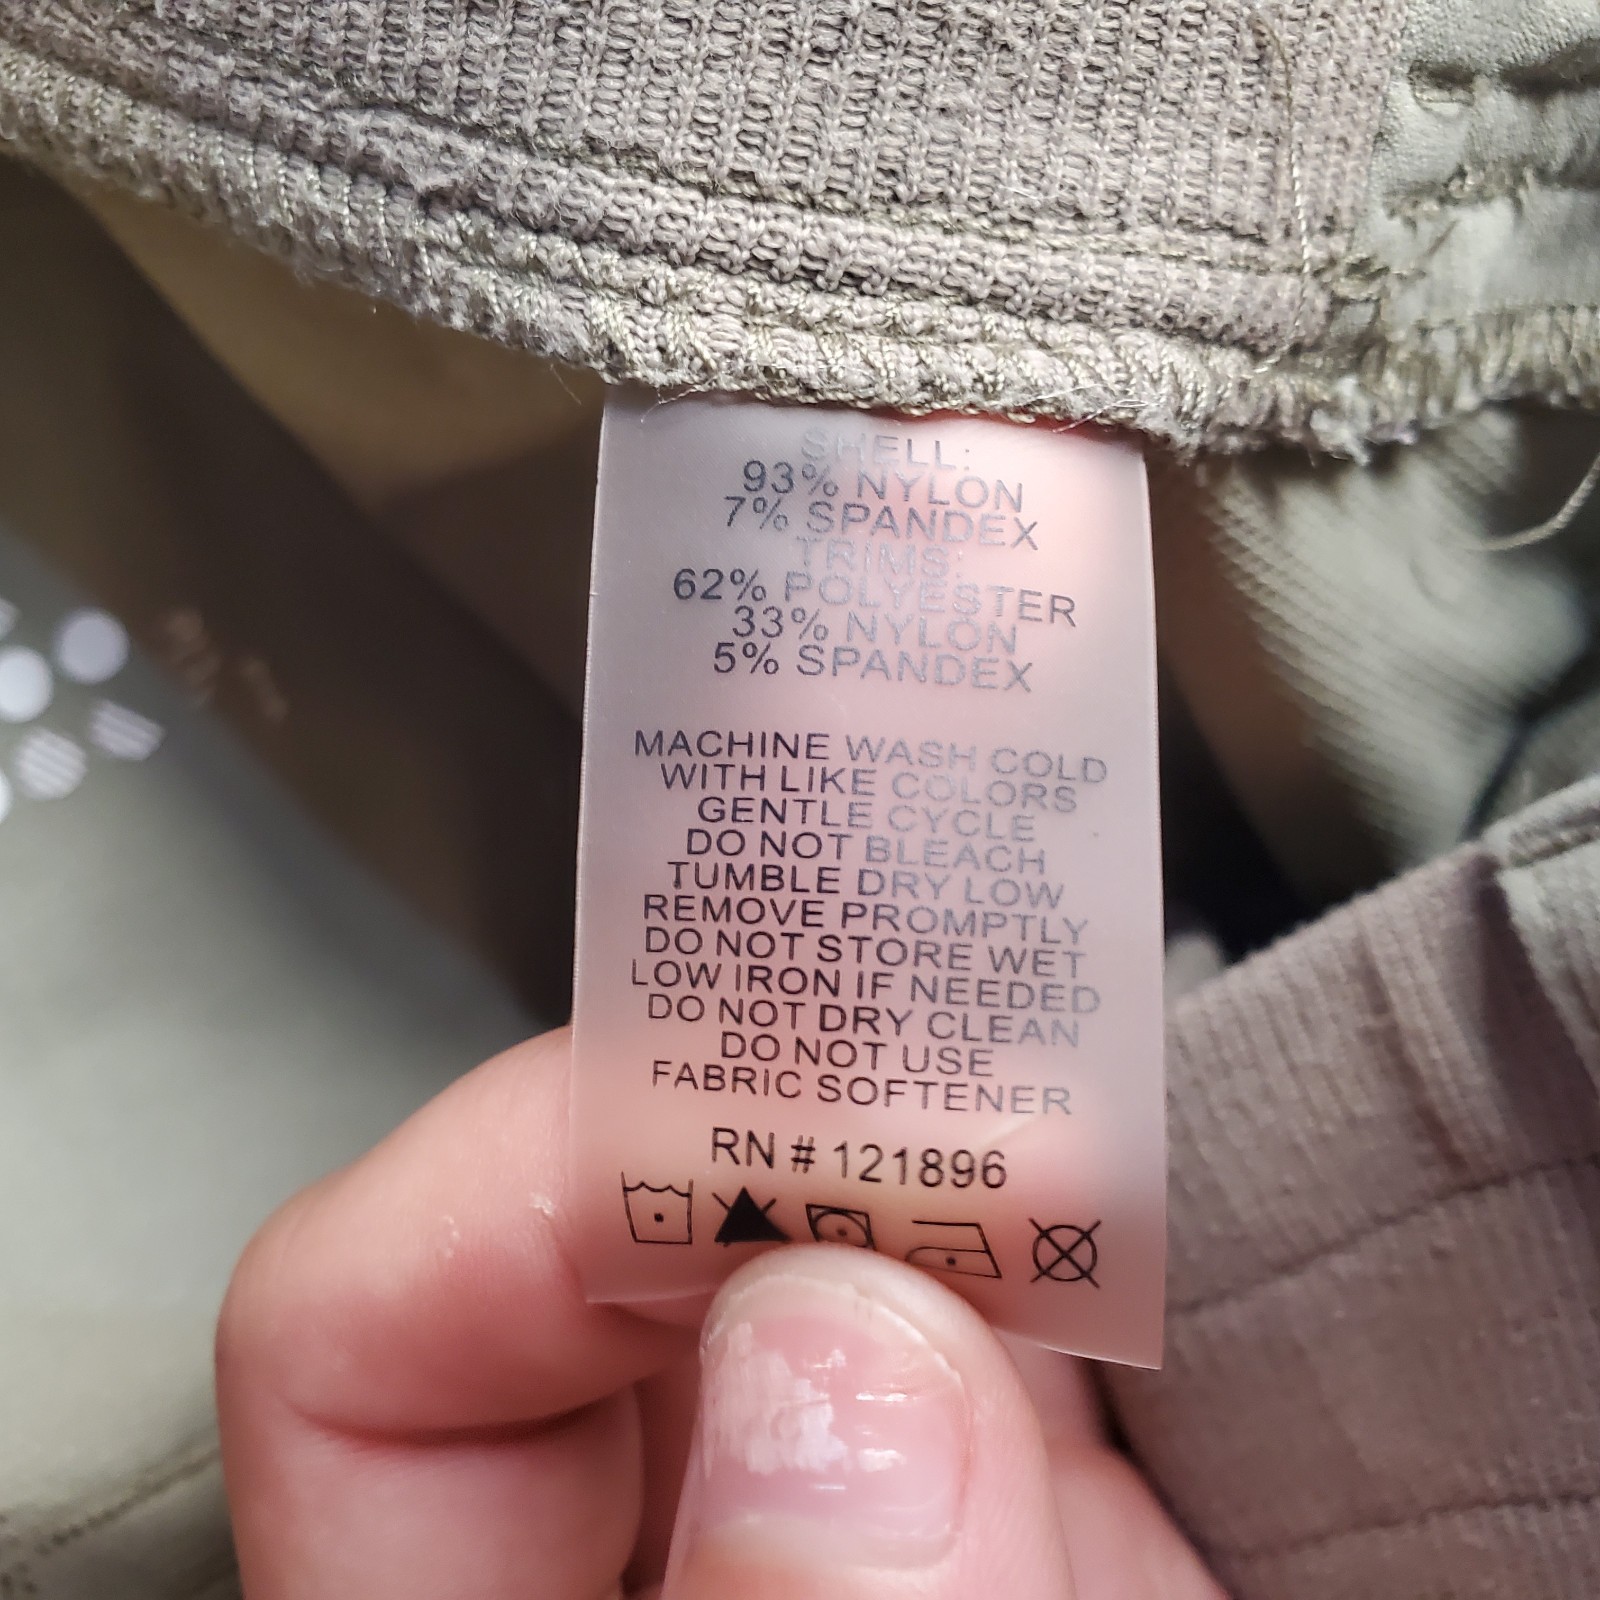 SHELL:
93% NYLON
7% SPANDEX
TRIMS:
62% POLYESTER
33% NYLON
5% SPANDEX
MACHINE WASH COLD
WITH LIKE COLORS
GENTLE CYCLE
DO NOT BLEACH
TUMBLE DRY LOW
REMOVE PROMPTLY
DO NOT STORE WET
LOW IRON IF NEEDED
DO NOT DRY CLEAN
DO NOT USE
FABRIC SOFTENER
RN # 121896